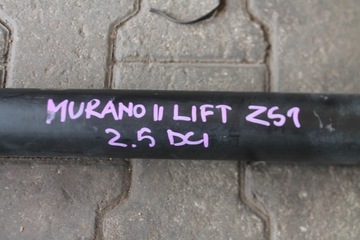 MURANO II LIFT Z51
2.5 DCI